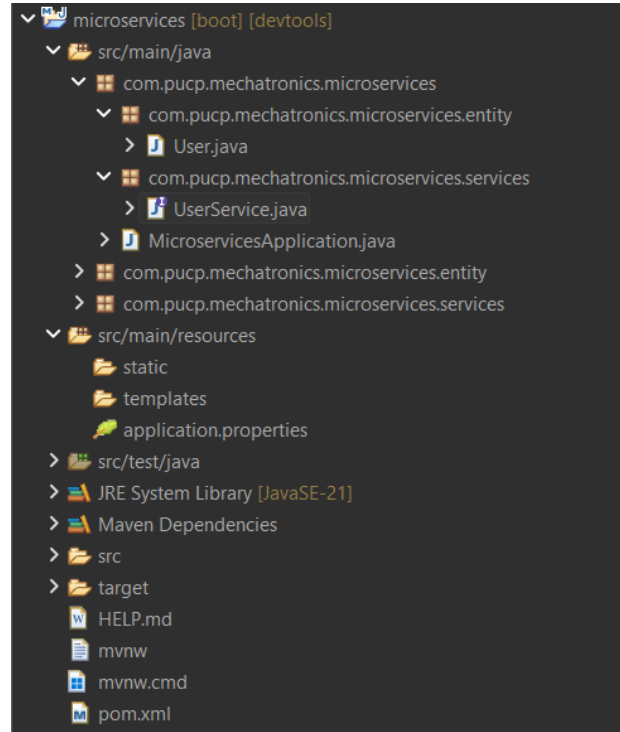 microservices [boot] [devtools]
src/main/java
com.pucp.mechatronics.microservices
com.pucp.mechatronics.microservices.entity
User.java
com.pucp.mechatronics.microservices.services
UserService.java
MicroservicesApplication.java
com.pucp.mechatronics.microservices.entity
com.pucp.mechatronics.microservices.services
src/main/resources
static
templates
application.properties
src/test/java
JRE System Library [JavaSE-21]
Maven Dependencies
src
target
HELP.md
mvnw
mvnw.cmd
pom.xml